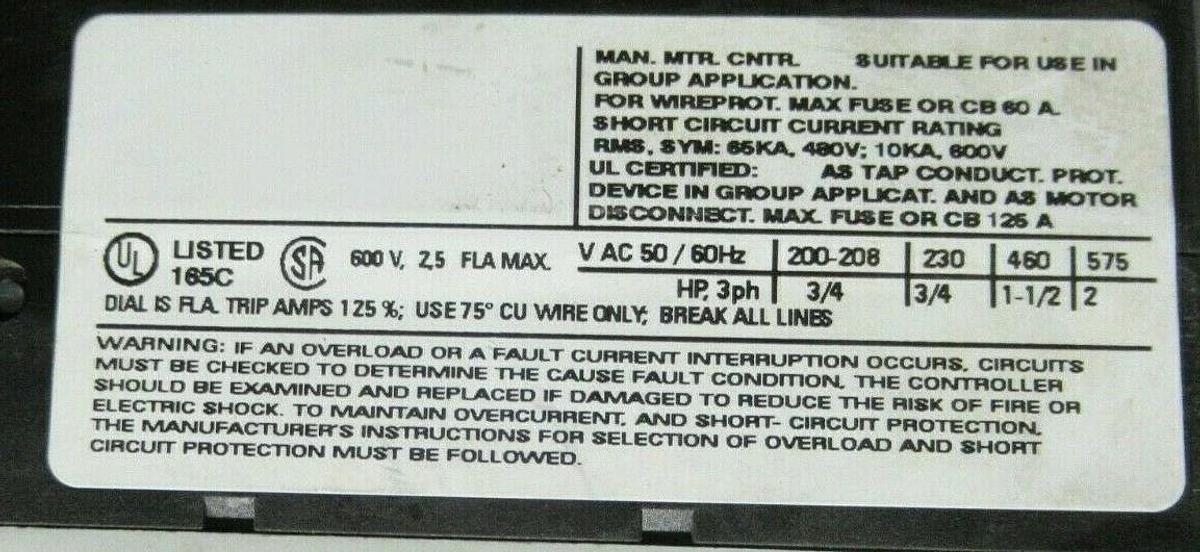 MAN. MTR. CNTR. SUITABLE FOR USE IN
GROUP APPLICATION.
FOR WIREPROT. MAX FUSE OR CB 60 A.
SHORT CIRCUIT CURRENT RATING
RMS, SYM: 65KA, 480V; 10KA, 600V
UL CERTIFIED: AS TAP CONDUCT. PROT.
DEVICE IN GROUP APPLICAT. AND AS MOTOR
DISCONNECT. MAX. FUSE OR CB 125 A
UL LISTED 165C
SA 600 V, 2,5 FLA MAX.
V AC 50 / 60Hz 200-208 230 460 575
HP, 3ph 3/4 3/4 1-1/2 2
DIAL IS FLA. TRIP AMPS 125 %; USE 75° CU WIRE ONLY; BREAK ALL LINES
WARNING: IF AN OVERLOAD OR A FAULT CURRENT INTERRUPTION OCCURS, CIRCUITS
MUST BE CHECKED TO DETERMINE THE CAUSE FAULT CONDITION. THE CONTROLLER
SHOULD BE EXAMINED AND REPLACED IF DAMAGED TO REDUCE THE RISK OF FIRE OR
ELECTRIC SHOCK. TO MAINTAIN OVERCURRENT, AND SHORT- CIRCUIT PROTECTION,
THE MANUFACTURER'S INSTRUCTIONS FOR SELECTION OF OVERLOAD AND SHORT
CIRCUIT PROTECTION MUST BE FOLLOWED.